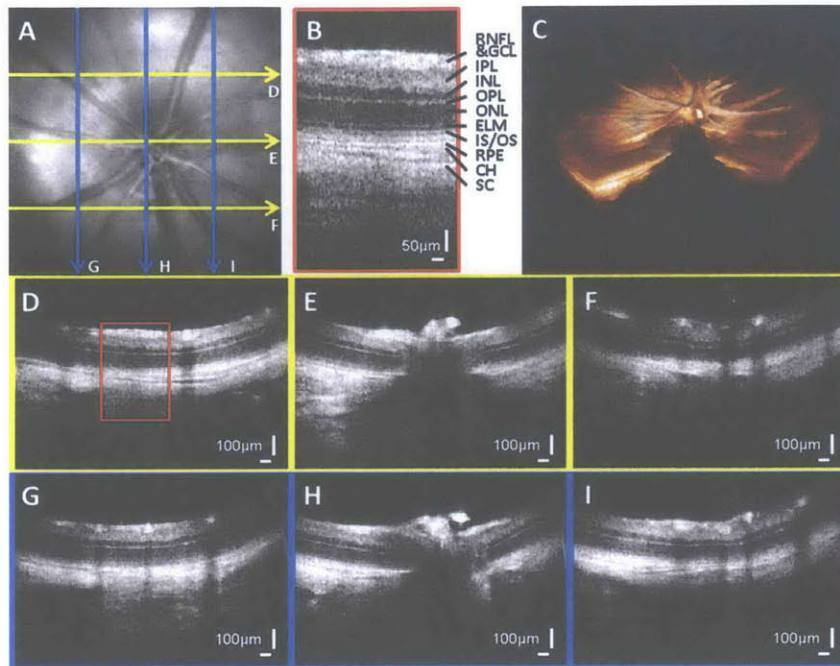 A
D
E
F
G H I
B
RNFL
&GCL
IPL
INL
OPL
ONL
ELM
IS/OS
RPE
CH
SC
50μm
C
D
100μm
E
100μm
F
100μm
G
100μm
H
100μm
I
100μm